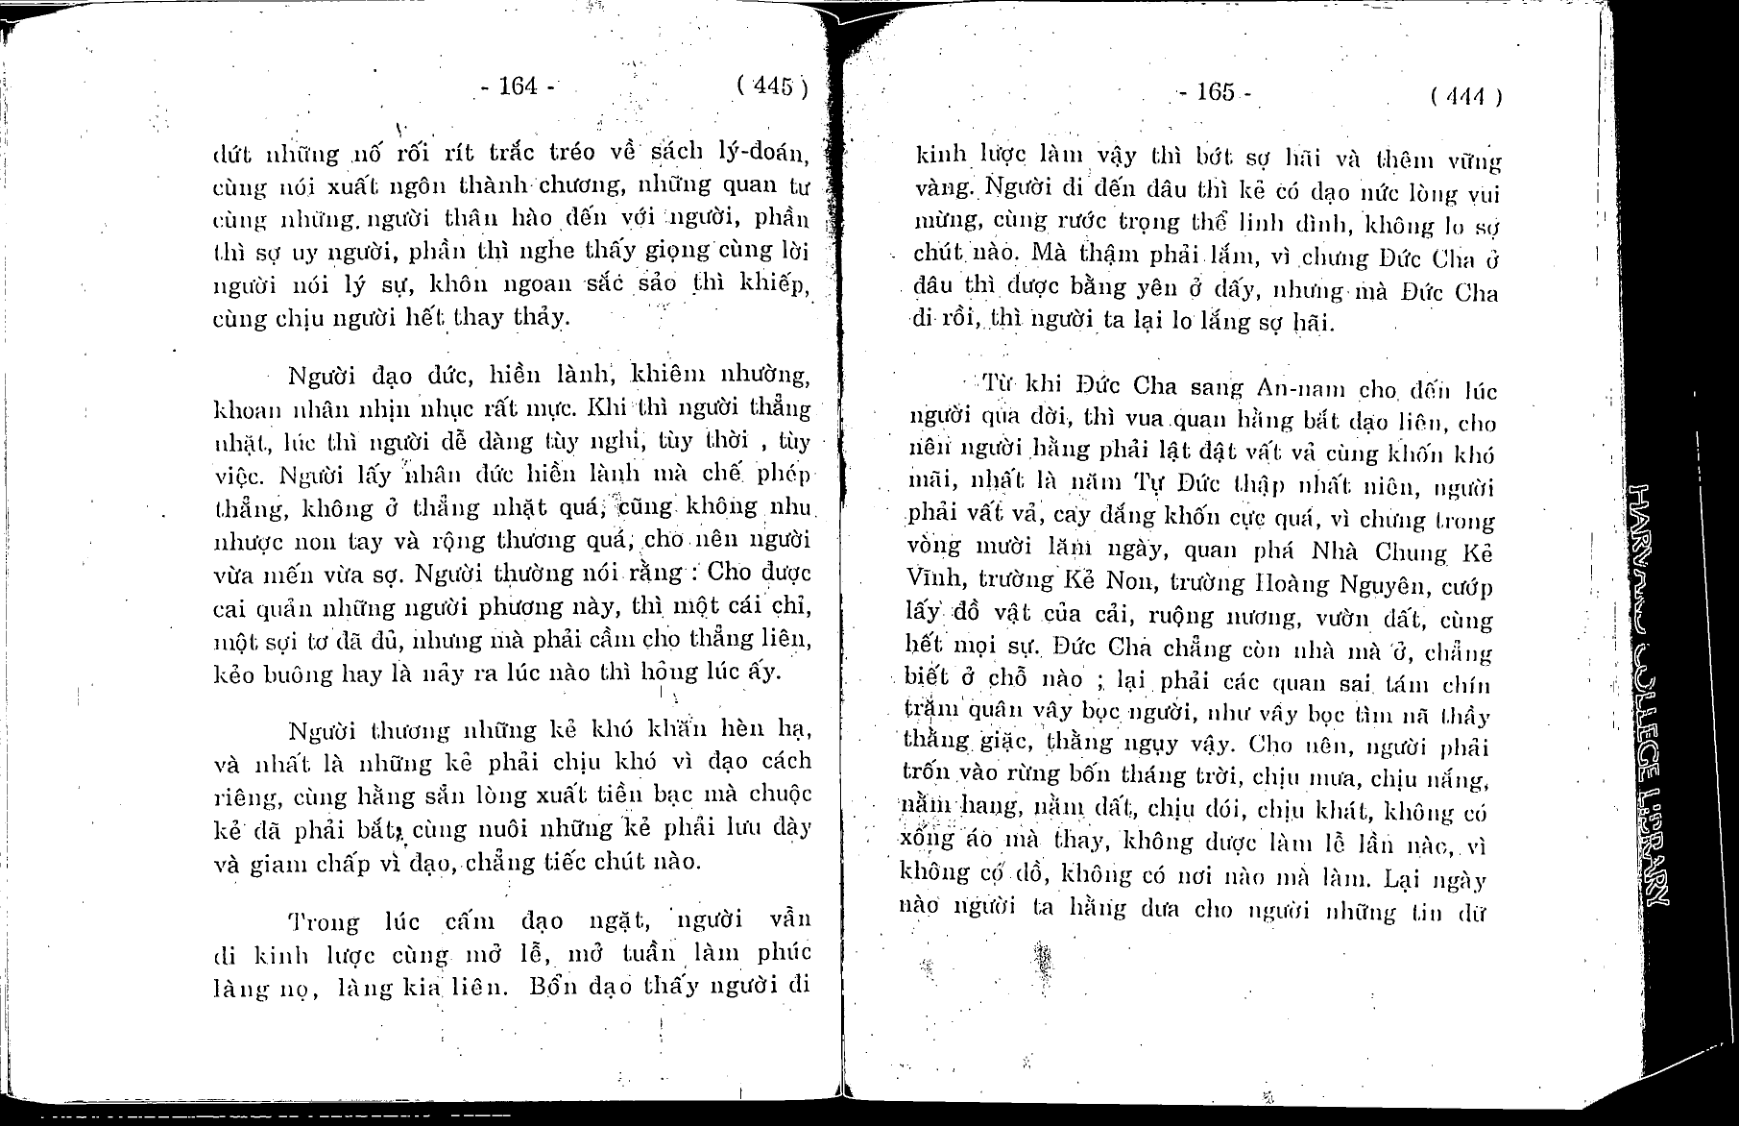 - 164 - ( 445 )
dứt những nố rối rít trắc tréo về sách lý-đoán,
cùng nói xuất ngôn thành chương, những quan tư
cùng những người thân hào đến với người, phần
thì sợ uy người, phần thì nghe thấy giọng cùng lời
người nói lý sự, khôn ngoan sắc sảo thì khiếp,
cùng chịu người hết thay thảy.
Người đạo đức, hiền lành, khiêm nhường,
khoan nhân nhịn nhục rất mực. Khi thì người thẳng
nhặt, lúc thì người dễ dàng tùy nghi, tùy thời , tùy
việc. Người lấy nhân đức hiền lành mà chế phép
thẳng, không ở thẳng nhặt quá, cũng không nhu
nhược non tay và rộng thương quá, cho nên người
vừa mến vừa sợ. Người thường nói rằng : Cho được
cai quản những người phương này, thì một cái chỉ,
một sợi tơ đã đủ, nhưng mà phải cầm cho thẳng liên,
kẻo buông hay là nảy ra lúc nào thì hỏng lúc ấy.
Người thương những kẻ khó khăn hèn hạ,
và nhất là những kẻ phải chịu khó vì đạo cách
riêng, cùng hằng sẵn lòng xuất tiền bạc mà chuộc
kẻ đã phải bắt, cùng nuôi những kẻ phải lưu đày
và giam chấp vì đạo, chẳng tiếc chút nào.
Trong lúc cấm đạo ngặt, người vẫn
đi kinh lược cùng mở lễ, mở tuần làm phúc
làng nọ, làng kia liên. Bổn đạo thấy người đi
- 165 - ( 444 )
kinh lược làm vậy thì bớt sợ hãi và thêm vững
vàng. Người đi đến đâu thì kẻ có đạo nức lòng vui
mừng, cùng rước trọng thể linh đình, không lo sợ
chút nào. Mà thậm phải lắm, vì chưng Đức Cha ở
đâu thì được bằng yên ở đấy, nhưng mà Đức Cha
đi rồi, thì người ta lại lo lắng sợ hãi.
Từ khi Đức Cha sang An-nam cho đến lúc
người qua đời, thì vua quan hằng bắt đạo liên, cho
nên người hằng phải lật đật vất vả cùng khốn khó
mãi, nhất là năm Tự Đức thập nhất niên, người
phải vất vả, cay đắng khốn cực quá, vì chưng trong
vòng mười lăm ngày, quan phá Nhà Chung Kẻ
Vĩnh, trường Kẻ Non, trường Hoàng Nguyên, cướp
lấy đồ vật của cải, ruộng nương, vườn đất, cùng
hết mọi sự. Đức Cha chẳng còn nhà mà ở, chẳng
biết ở chỗ nào ; lại phải các quan sai tám chín
trăm quân vây bọc người, như vây bọc tìm nã thầy
thằng giặc, thằng ngụy vậy. Cho nên, người phải
trốn vào rừng bốn tháng trời, chịu mưa, chịu nắng,
nằm hang, nằm đất, chịu đói, chịu khát, không có
xống áo mà thay, không được làm lễ lần nào, vì
không có đồ, không có nơi nào mà làm. Lại ngày
nào người ta hằng đưa cho người những tin dữ
HARVARD COLLEGE LIBRARY